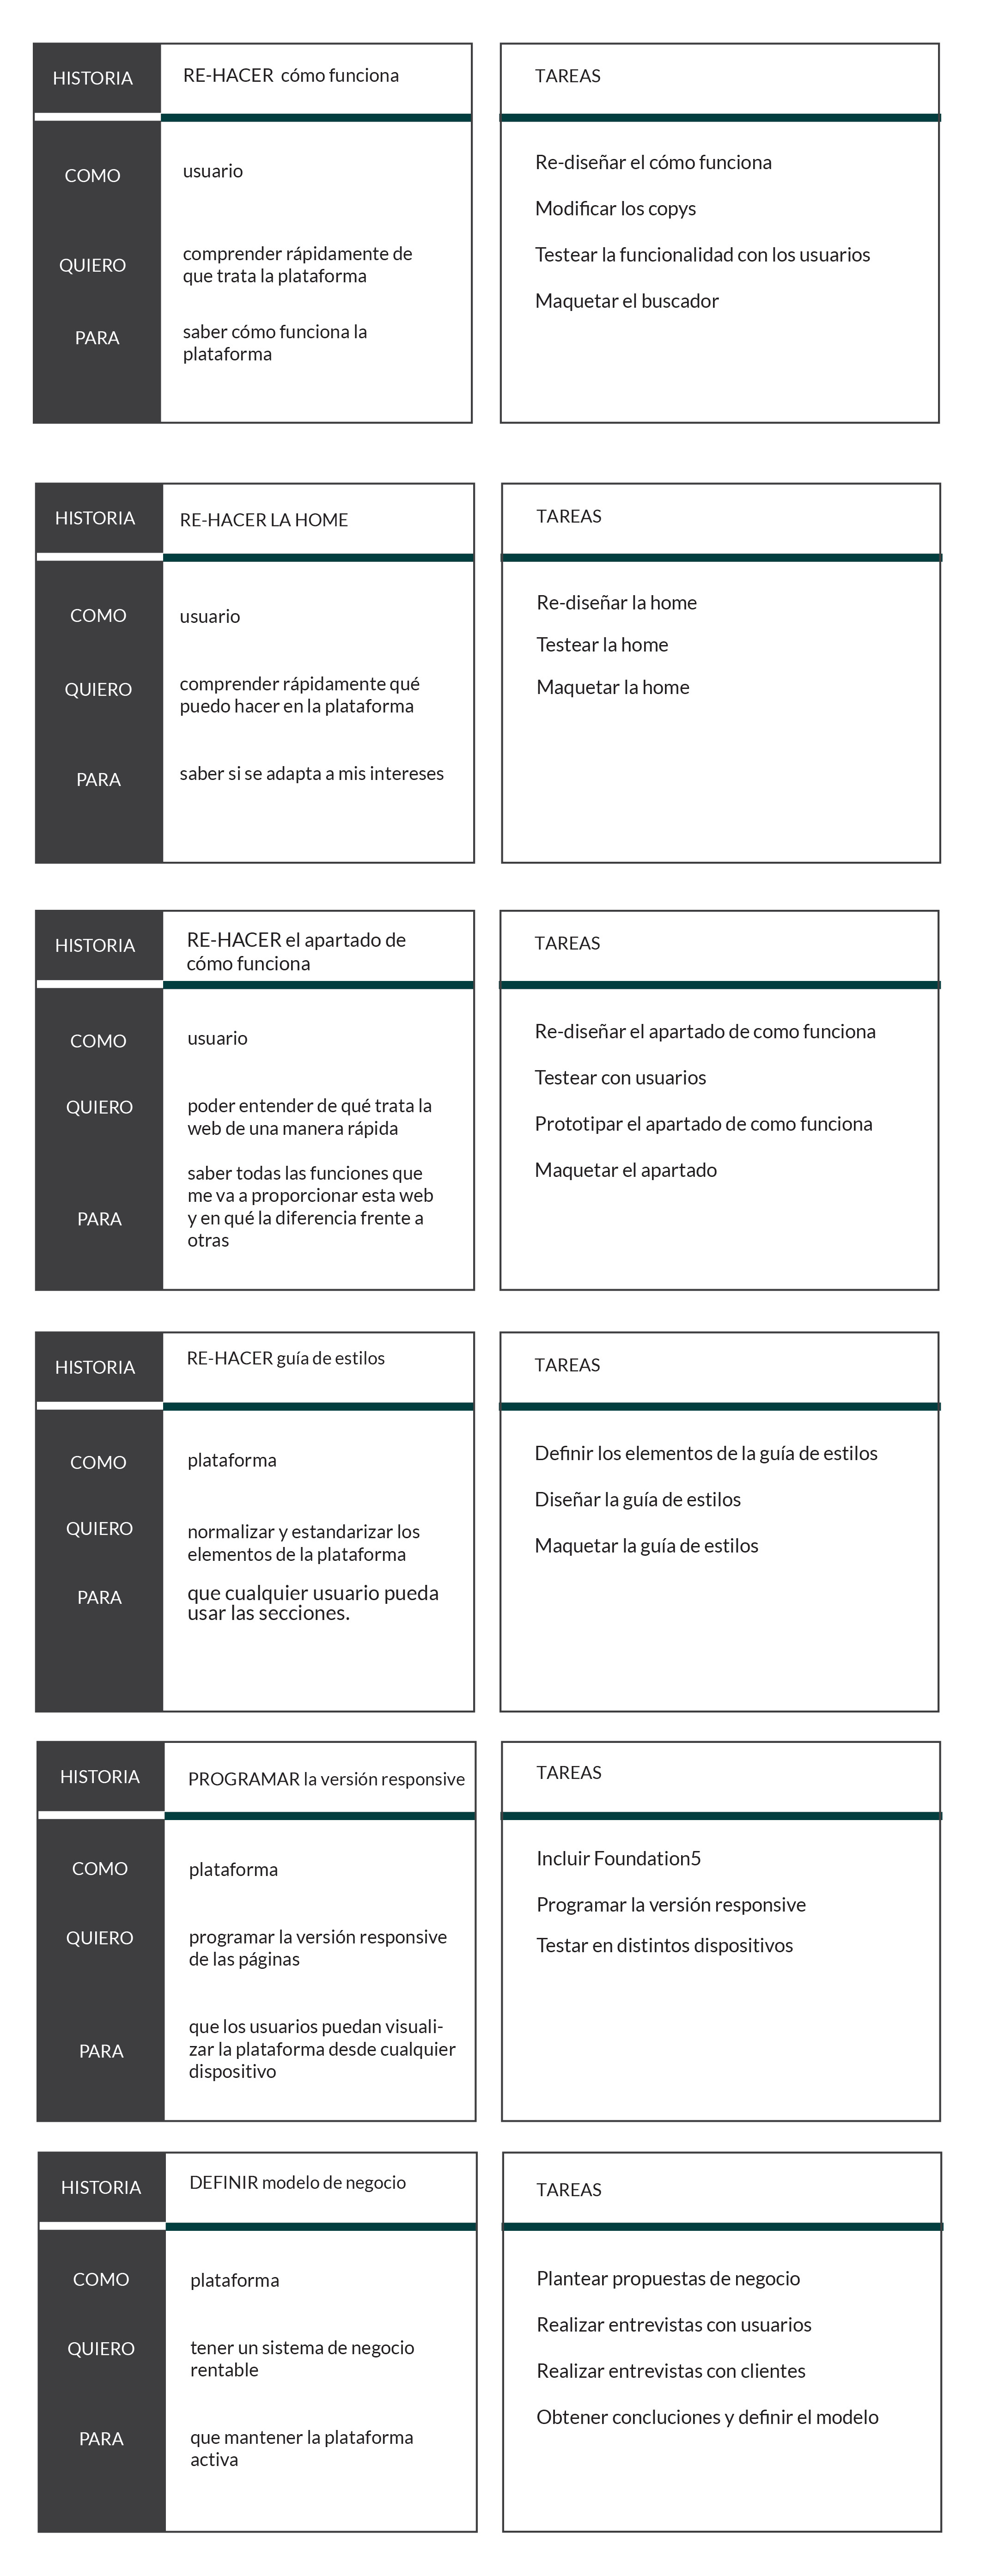 HISTORIA
RE-HACER  cómo funciona
COMO
usuario
QUIERO
comprender rápidamente de
que trata la plataforma
PARA
saber cómo funciona la
plataforma
TAREAS
Re-diseñar el cómo funciona
Modificar los copys
Testear la funcionalidad con los usuarios
Maquetar el buscador
HISTORIA
RE-HACER LA HOME
COMO
usuario
QUIERO
comprender rápidamente qué
puedo hacer en la plataforma
PARA
saber si se adapta a mis intereses
TAREAS
Re-diseñar la home
Testear la home
Maquetar la home
HISTORIA
RE-HACER el apartado de
cómo funciona
COMO
usuario
QUIERO
poder entender de qué trata la
web de una manera rápida
PARA
saber todas las funciones que
me va a proporcionar esta web
y en qué la diferencia frente a
otras
TAREAS
Re-diseñar el apartado de como funciona
Testear con usuarios
Prototipar el apartado de como funciona
Maquetar el apartado
HISTORIA
RE-HACER guía de estilos
COMO
plataforma
QUIERO
normalizar y estandarizar los
elementos de la plataforma
PARA
que cualquier usuario pueda
usar las secciones.
TAREAS
Definir los elementos de la guía de estilos
Diseñar la guía de estilos
Maquetar la guía de estilos
HISTORIA
PROGRAMAR la versión responsive
COMO
plataforma
QUIERO
programar la versión responsive
de las páginas
PARA
que los usuarios puedan visuali-
zar la plataforma desde cualquier
dispositivo
TAREAS
Incluir Foundation5
Programar la versión responsive
Testar en distintos dispositivos
HISTORIA
DEFINIR modelo de negocio
COMO
plataforma
QUIERO
tener un sistema de negocio
rentable
PARA
que mantener la plataforma
activa
TAREAS
Plantear propuestas de negocio
Realizar entrevistas con usuarios
Realizar entrevistas con clientes
Obtener concluciones y definir el modelo